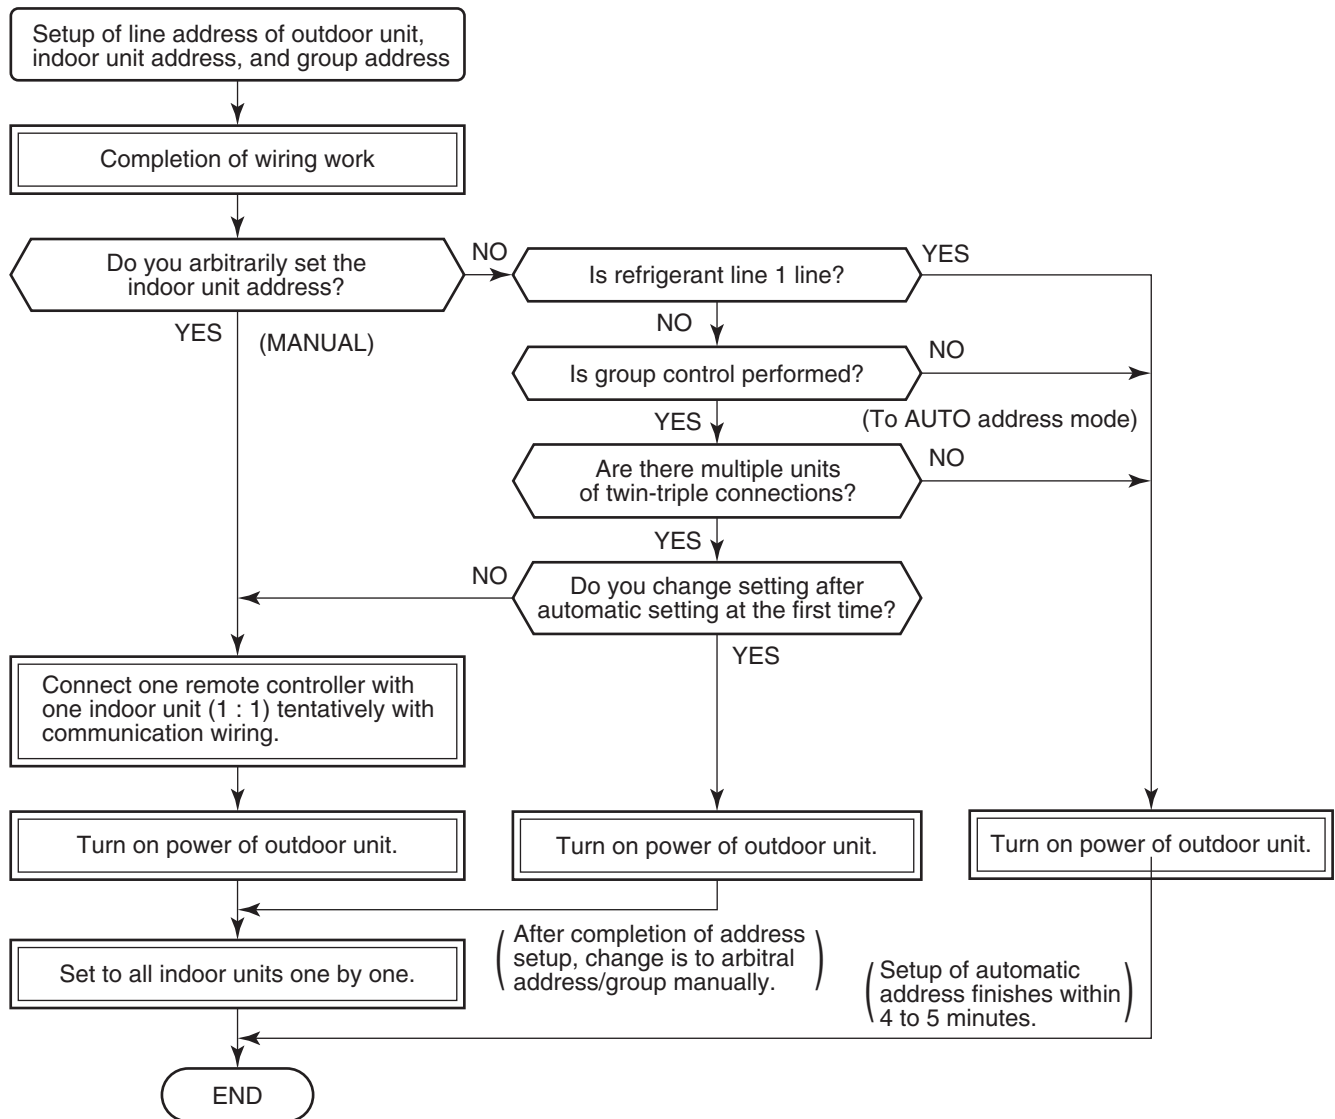 Setup of line address of outdoor unit,
indoor unit address, and group address
Completion of wiring work
Do you arbitrarily set the
indoor unit address?
NO
YES
(MANUAL)
Is refrigerant line 1 line?
YES
NO
Is group control performed?
NO
YES
(To AUTO address mode)
Are there multiple units
of twin-triple connections?
NO
YES
Do you change setting after
automatic setting at the first time?
NO
YES
Connect one remote controller with
one indoor unit (1 : 1) tentatively with
communication wiring.
Turn on power of outdoor unit.
Turn on power of outdoor unit.
Turn on power of outdoor unit.
Set to all indoor units one by one.
(After completion of address
setup, change is to arbitral
address/group manually.)
(Setup of automatic
address finishes within
4 to 5 minutes.)
END